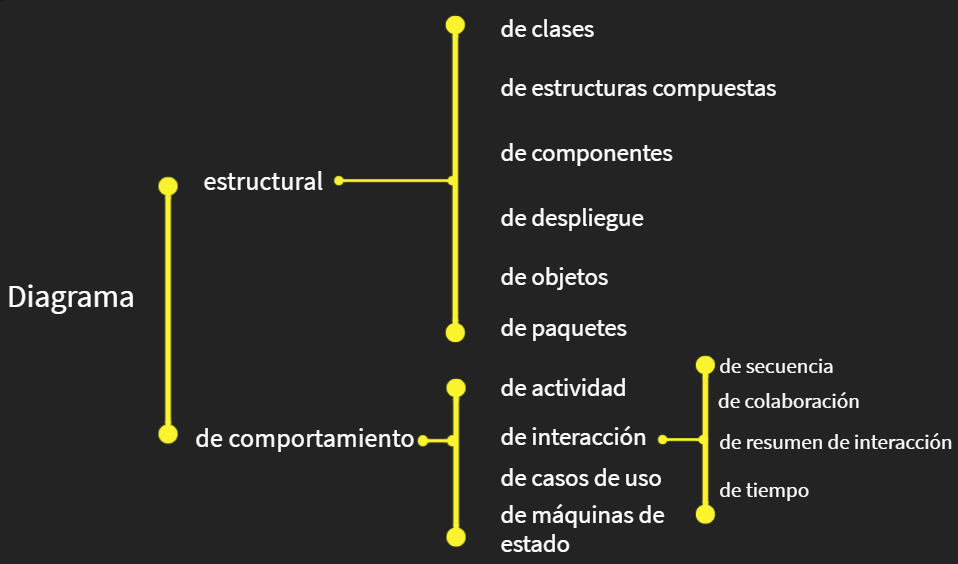 Diagrama
estructural
de clases
de estructuras compuestas
de componentes
de despliegue
de objetos
de paquetes
de comportamiento
de actividad
de interacción
de secuencia
de colaboración
de resumen de interacción
de tiempo
de casos de uso
de máquinas de
estado